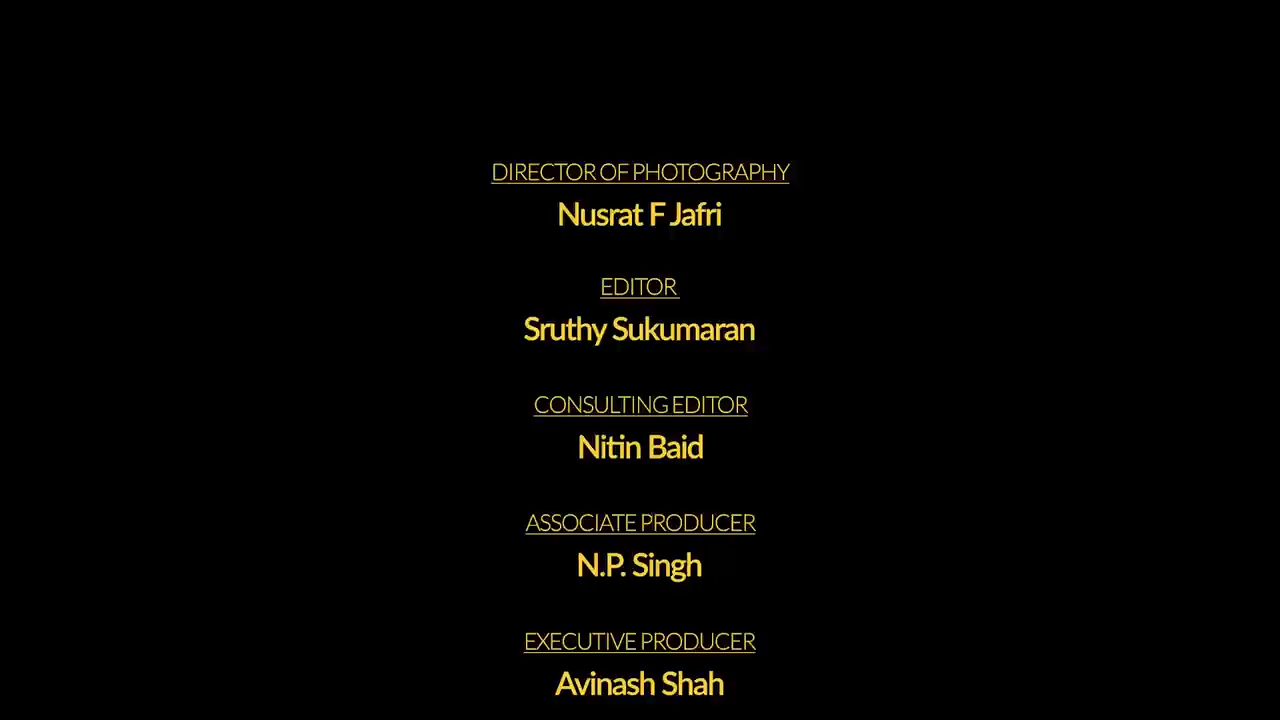 DIRECTOR OF PHOTOGRAPHY
Nusrat F Jafri
EDITOR
Sruthy Sukumaran
CONSULTING EDITOR
Nitin Baid
ASSOCIATE PRODUCER
N.P. Singh
EXECUTIVE PRODUCER
Avinash Shah